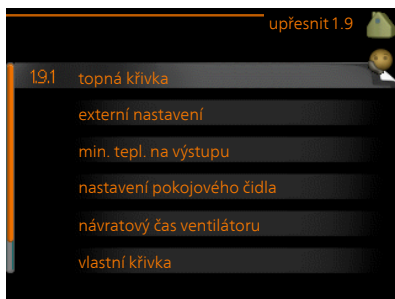 upřesnit 1.9
1.9.1 topná křivka
externí nastavení
min. tepl. na výstupu
nastavení pokojového čidla
návratový čas ventilátoru
vlastní křivka